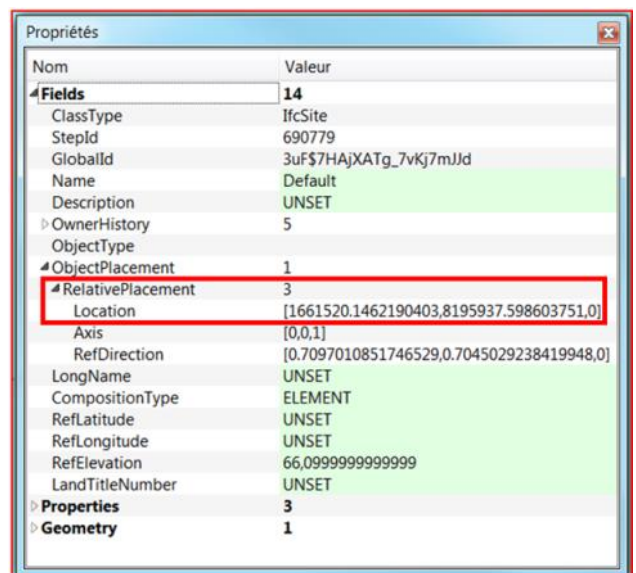 Propriétés
Nom Valeur
Fields 14
ClassType IfcSite
StepId 690779
GlobalId 3uF$7HAjXATg_7vKj7mJJd
Name Default
Description UNSET
OwnerHistory 5
ObjectType
ObjectPlacement 1
RelativePlacement 3
Location [1661520.1462190403,8195937.598603751,0]
Axis [0,0,1]
RefDirection [0.7097010851746529,0.7045029238419948,0]
LongName UNSET
CompositionType ELEMENT
RefLatitude UNSET
RefLongitude UNSET
RefElevation 66,0999999999999
LandTitleNumber UNSET
Properties 3
Geometry 1